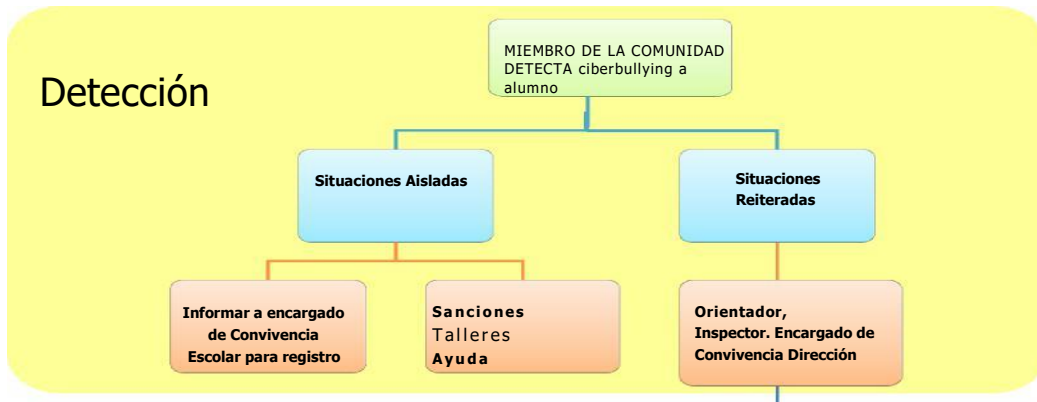 Detección
MIEMBRO DE LA COMUNIDAD
DETECTA ciberbullying a
alumno
Situaciones Aisladas
Situaciones
Reiteradas
Informar a encargado
de Convivencia
Escolar para registro
Sanciones
Talleres
Ayuda
Orientador,
Inspector. Encargado de
Convivencia Dirección